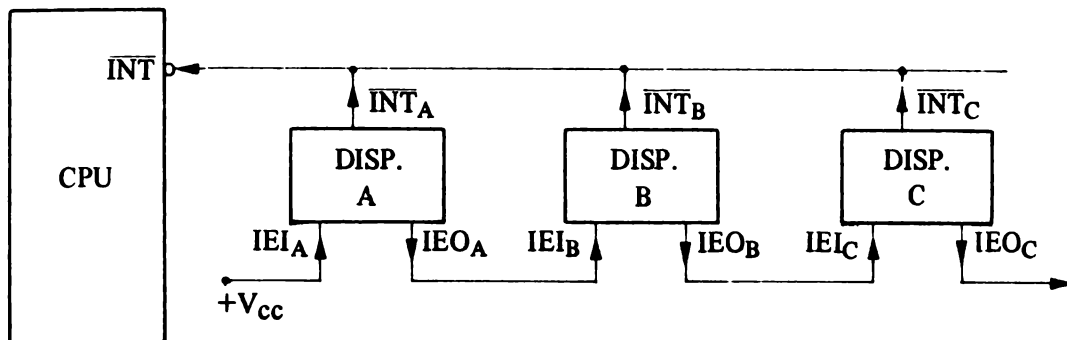 INT
INT_A
INT_B
INT_C
CPU
DISP.
A
DISP.
B
DISP.
C
IEI_A
IEO_A
IEI_B
IEO_B
IEI_C
IEO_C
+V_CC